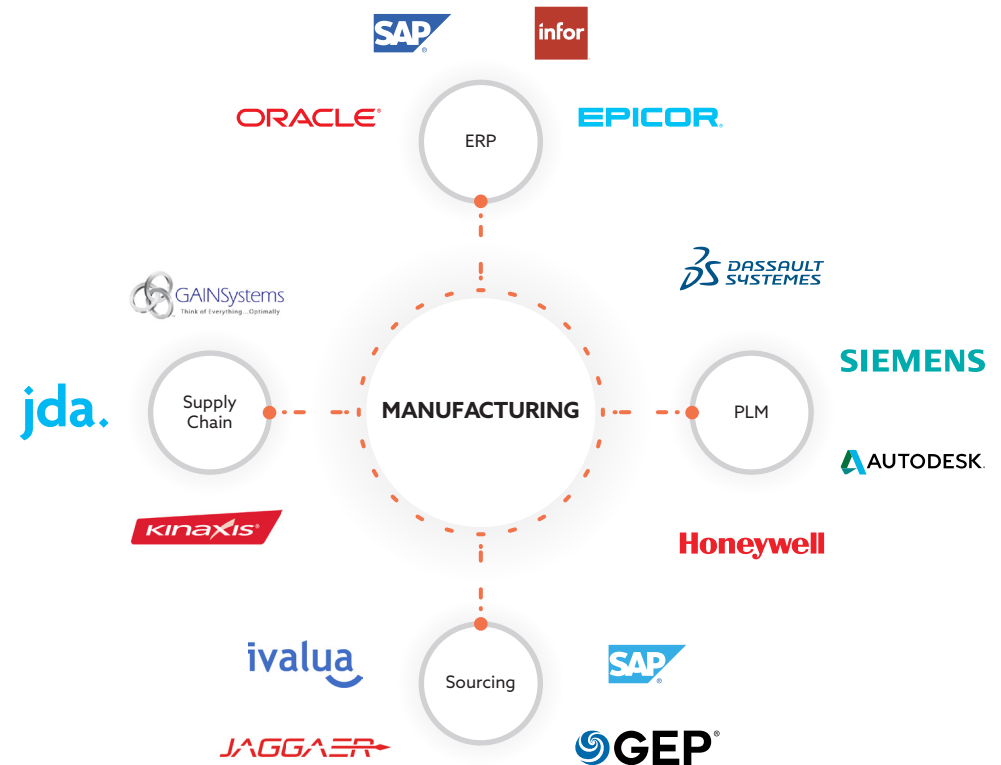 SAP®
infor
ORACLE®
EPICOR
ERP
DASSAULT
SYSTEMES
GAINSystems
Think of Everything...Optimally
SIEMENS
jda.
Supply
Chain
MANUFACTURING
PLM
AUTODESK
Kinaxis®
Honeywell
ivalua
SAP®
Sourcing
JAGGAER
GEP®